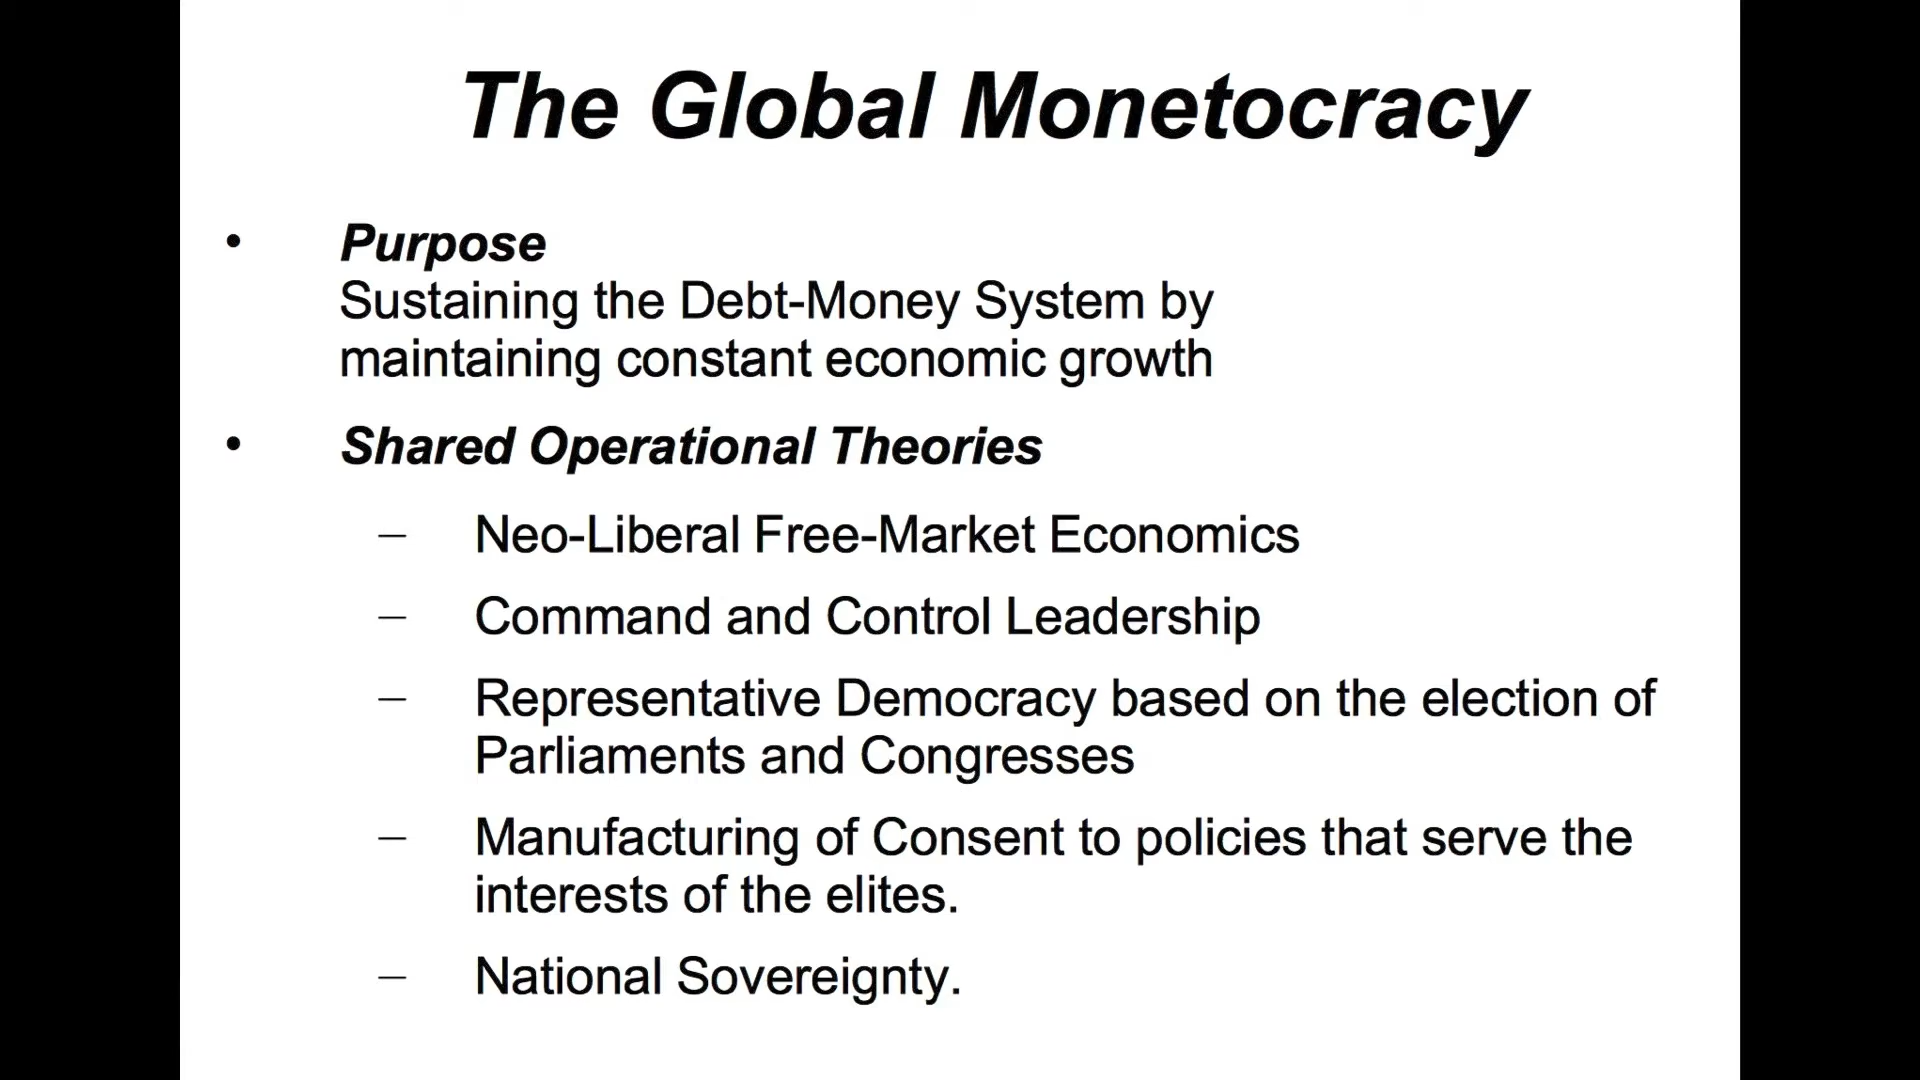 The Global Monetocracy
• Purpose
Sustaining the Debt-Money System by
maintaining constant economic growth
• Shared Operational Theories
– Neo-Liberal Free-Market Economics
– Command and Control Leadership
– Representative Democracy based on the election of
Parliaments and Congresses
– Manufacturing of Consent to policies that serve the
interests of the elites.
– National Sovereignty.